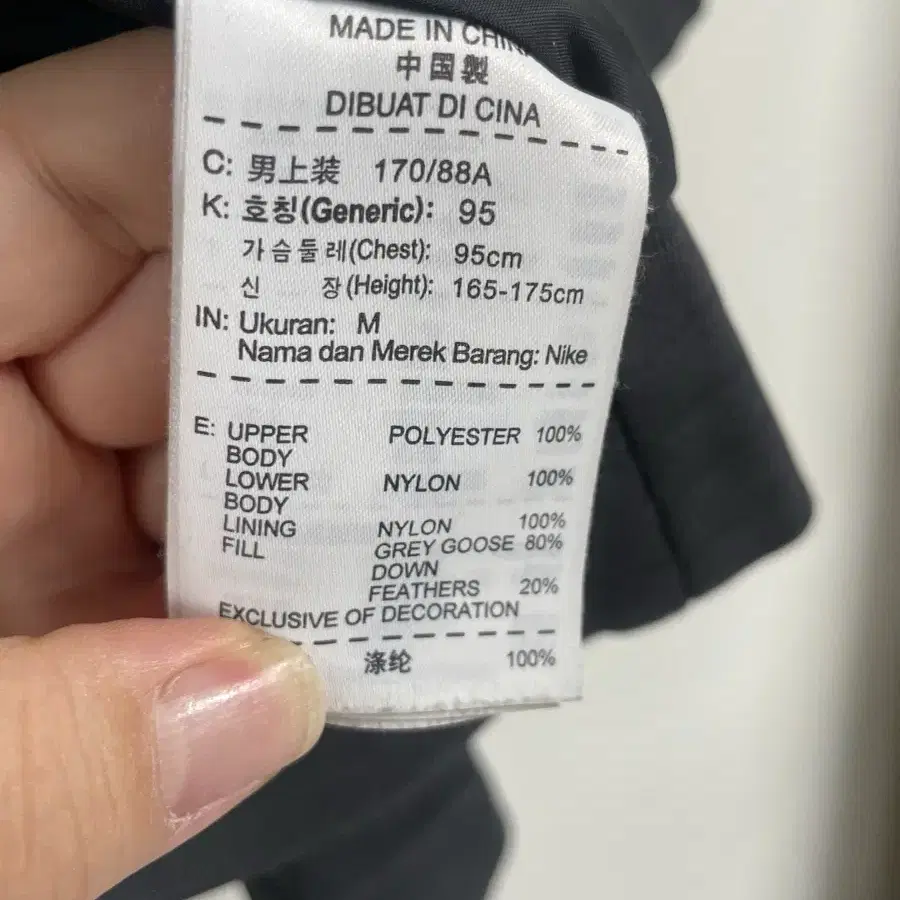 MADE IN
中国製
DIBUAT DI CINA
C: 男上装 170/88A
K: 호칭(Generic): 95
가슴둘레(Chest): 95cm
신 장(Height): 165-175cm
IN: Ukuran: M
Nama dan Merek Barang: Nike
E: UPPER BODY POLYESTER 100%
LOWER BODY NYLON 100%
LINING NYLON 100%
FILL GREY GOOSE DOWN 80%
FEATHERS 20%
EXCLUSIVE OF DECORATION
涤纶 100%